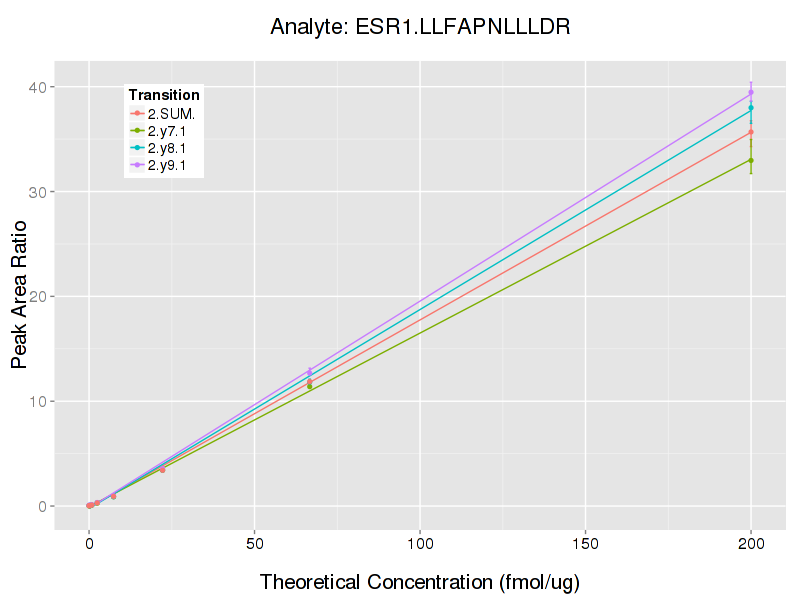 Analyte: ESR1.LLFAPNLLLDR
Transition
2.SUM.
2.y7.1
2.y8.1
2.y9.1
Peak Area Ratio
40
30
20
10
0
0 50 100 150 200
Theoretical Concentration (fmol/ug)